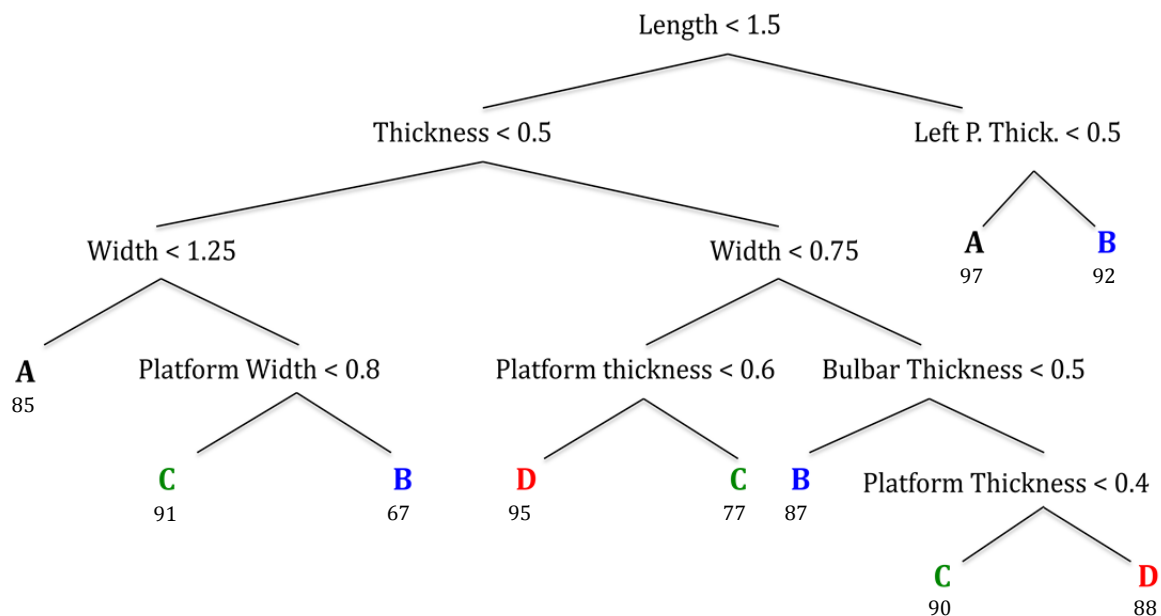 Length < 1.5
Thickness < 0.5
Left P. Thick. < 0.5
Width < 1.25
Width < 0.75
A
97
B
92
A
85
Platform Width < 0.8
Platform thickness < 0.6
Bulbar Thickness < 0.5
C
91
B
67
D
95
C
77
B
87
Platform Thickness < 0.4
C
90
D
88